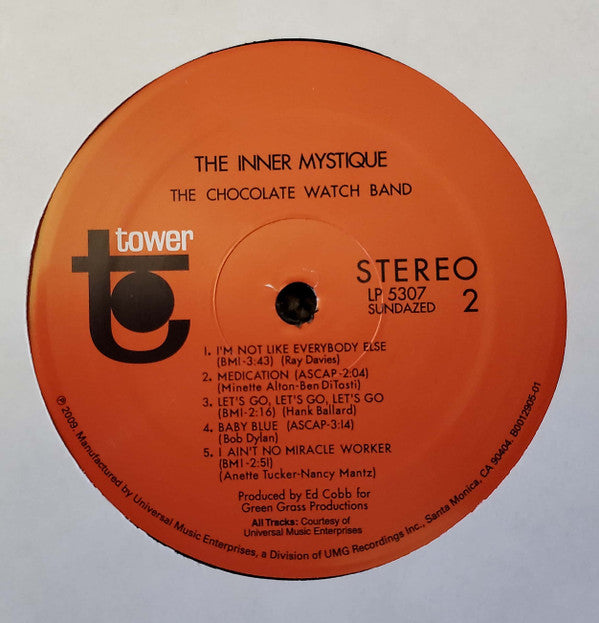 THE INNER MYSTIQUE
THE CHOCOLATE WATCH BAND
tower
STEREO
LP 5307
SUNDAZED
2
1. I'M NOT LIKE EVERYBODY ELSE
(BMI-3:43) (Ray Davies)
2. MEDICATION (ASCAP-2:04)
(Minette Alton-Ben DiTosti)
3. LET'S GO, LET'S GO, LET'S GO
(BMI-2:16) (Hank Ballard)
4. BABY BLUE (ASCAP-3:14)
(Bob Dylan)
5. I AIN'T NO MIRACLE WORKER
(BMI-2:51)
(Anette Tucker-Nancy Mantz)
Produced by Ed Cobb for
Green Grass Productions
All Tracks: Courtesy of
Universal Music Enterprises
℗ 2009. Manufactured by Universal Music Enterprises, a Division of UMG Recordings Inc., Santa Monica, CA 90404. B0012905-01